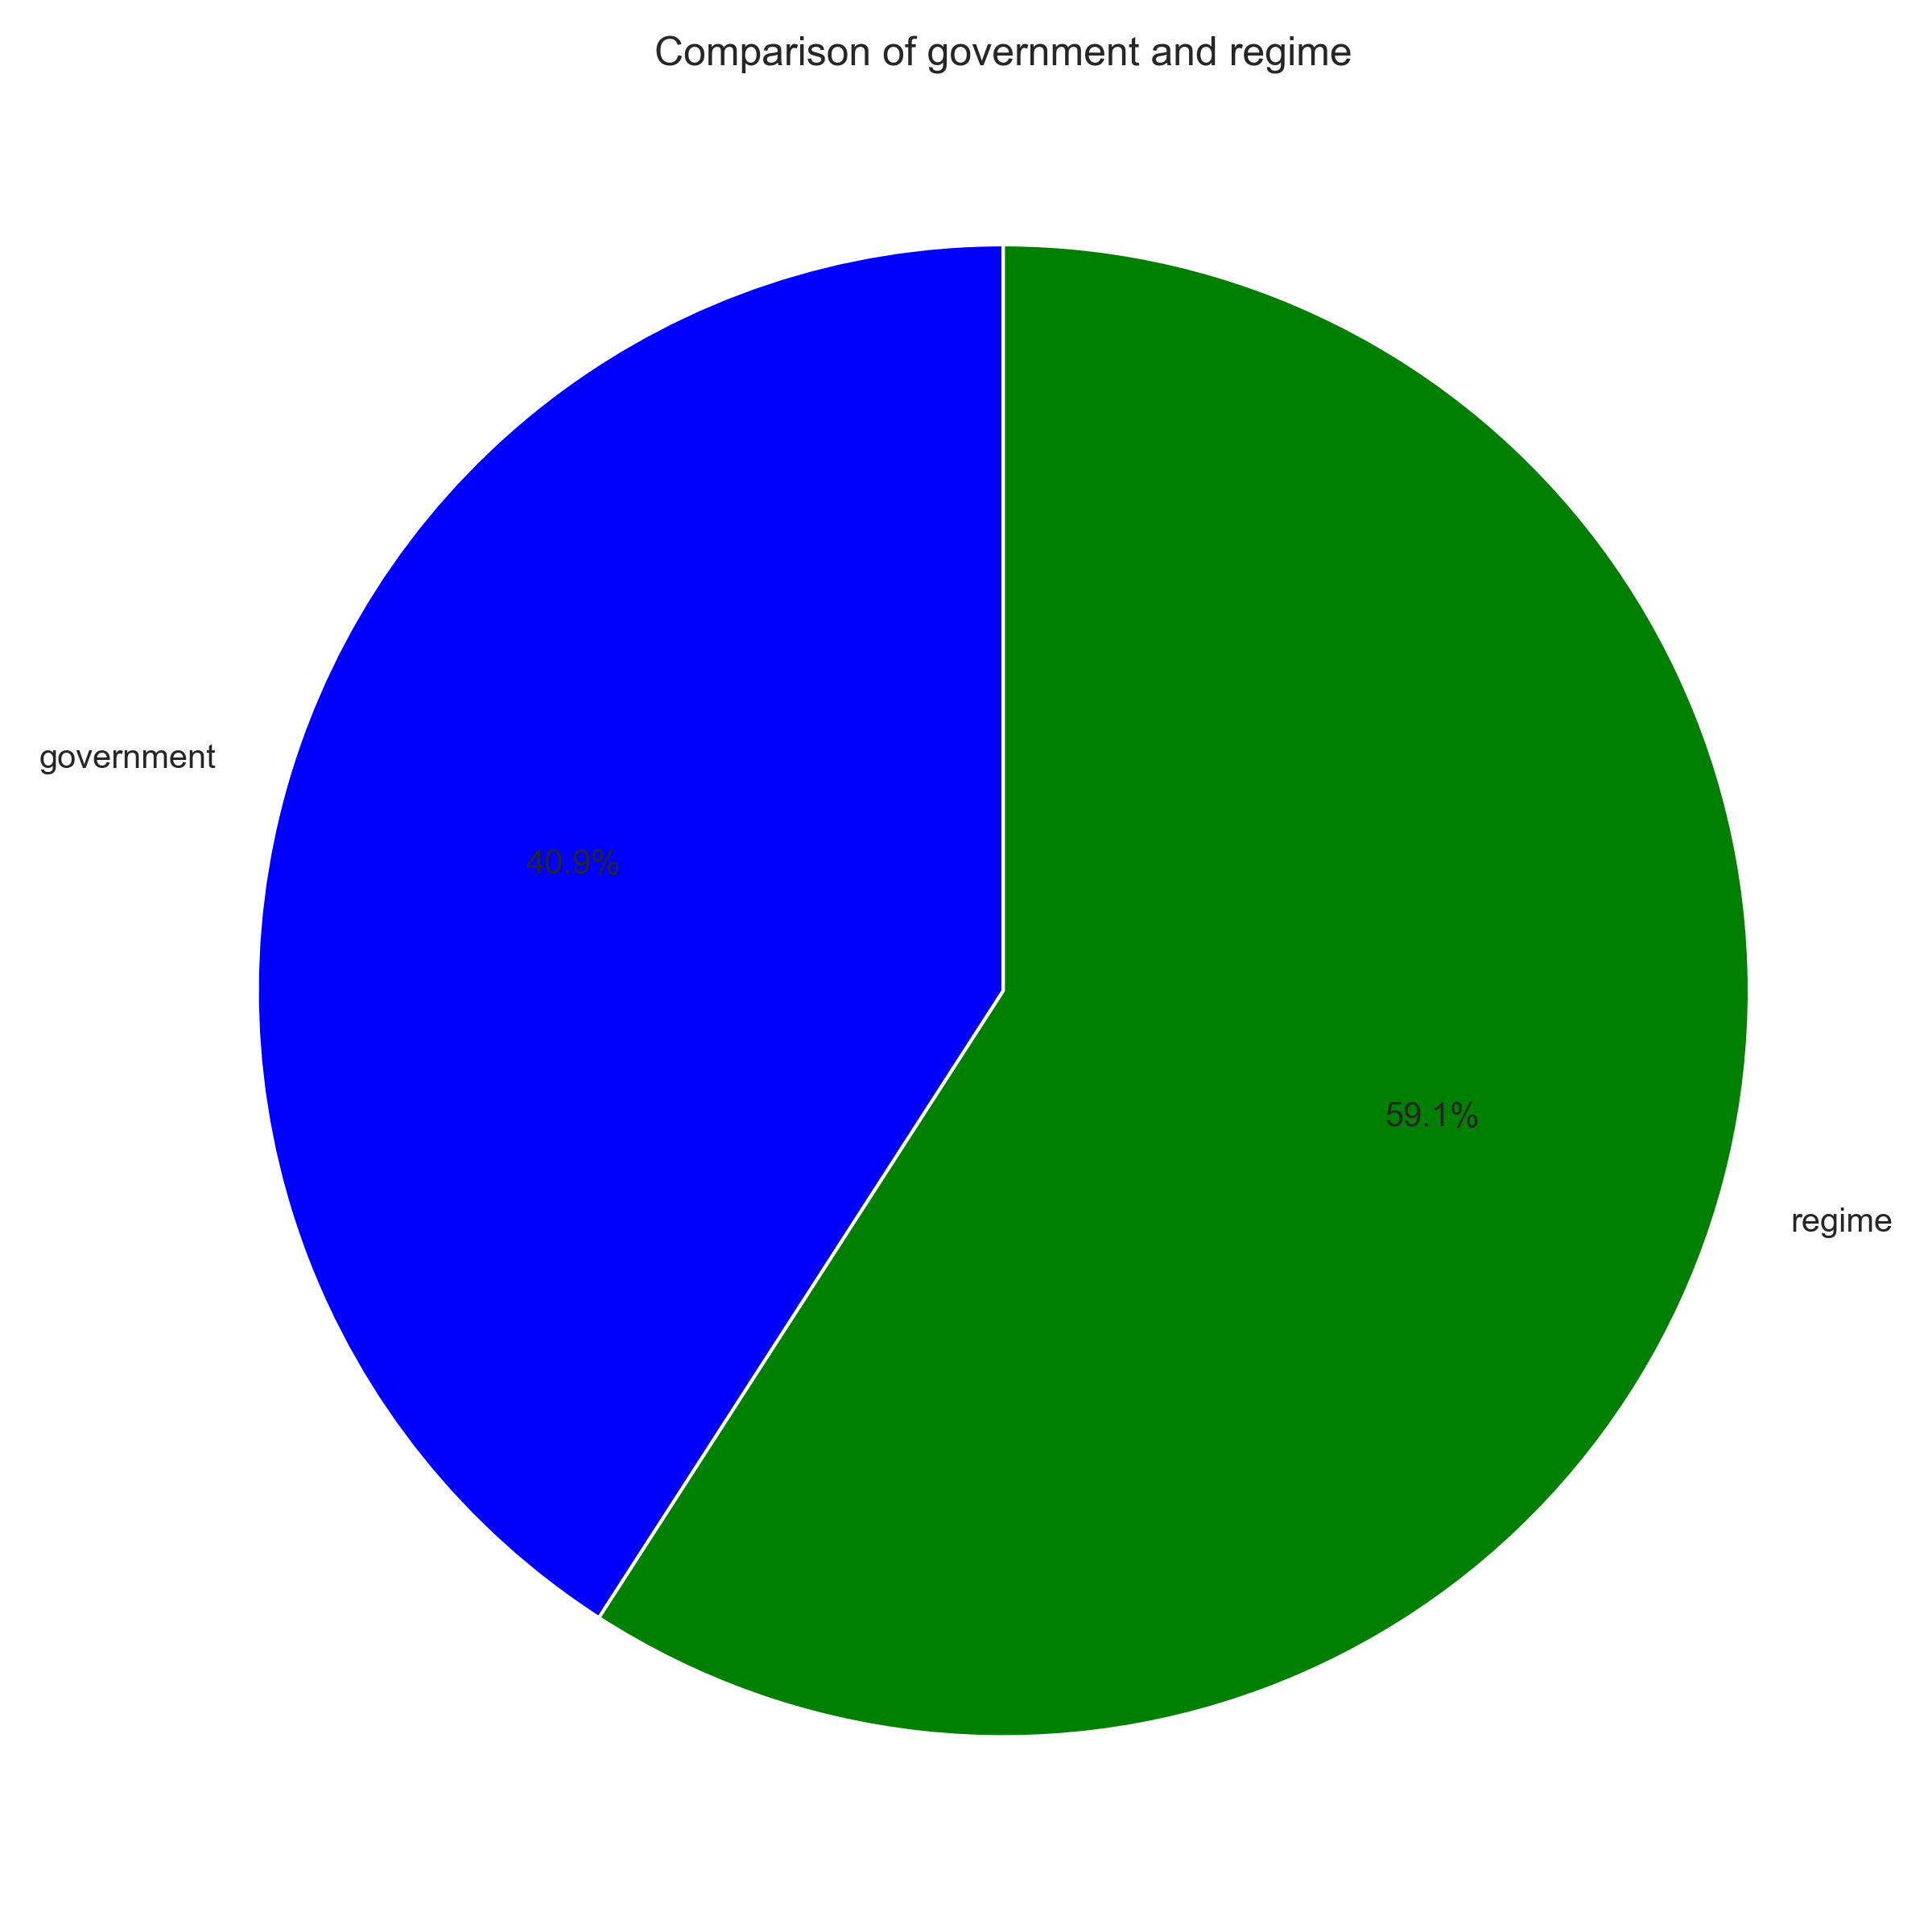 Comparison of government and regime
government
40.9%
59.1%
regime